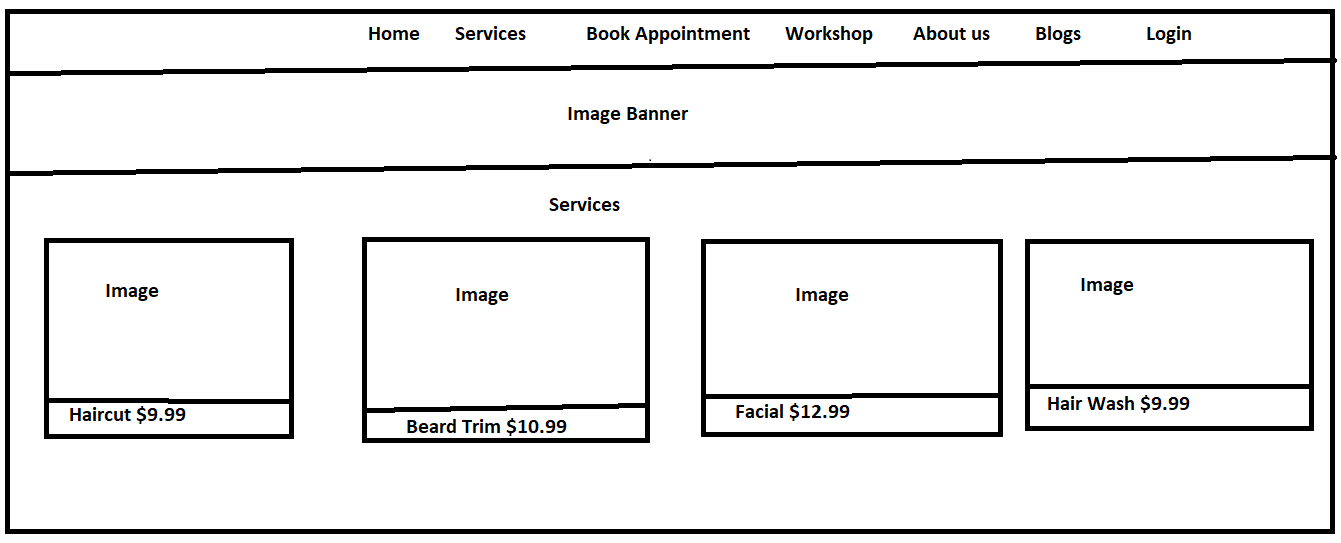 Home Services Book Appointment Workshop About us Blogs Login
Image Banner
Services
Image Image Image Image
Haircut $9.99 Beard Trim $10.99 Facial $12.99 Hair Wash $9.99